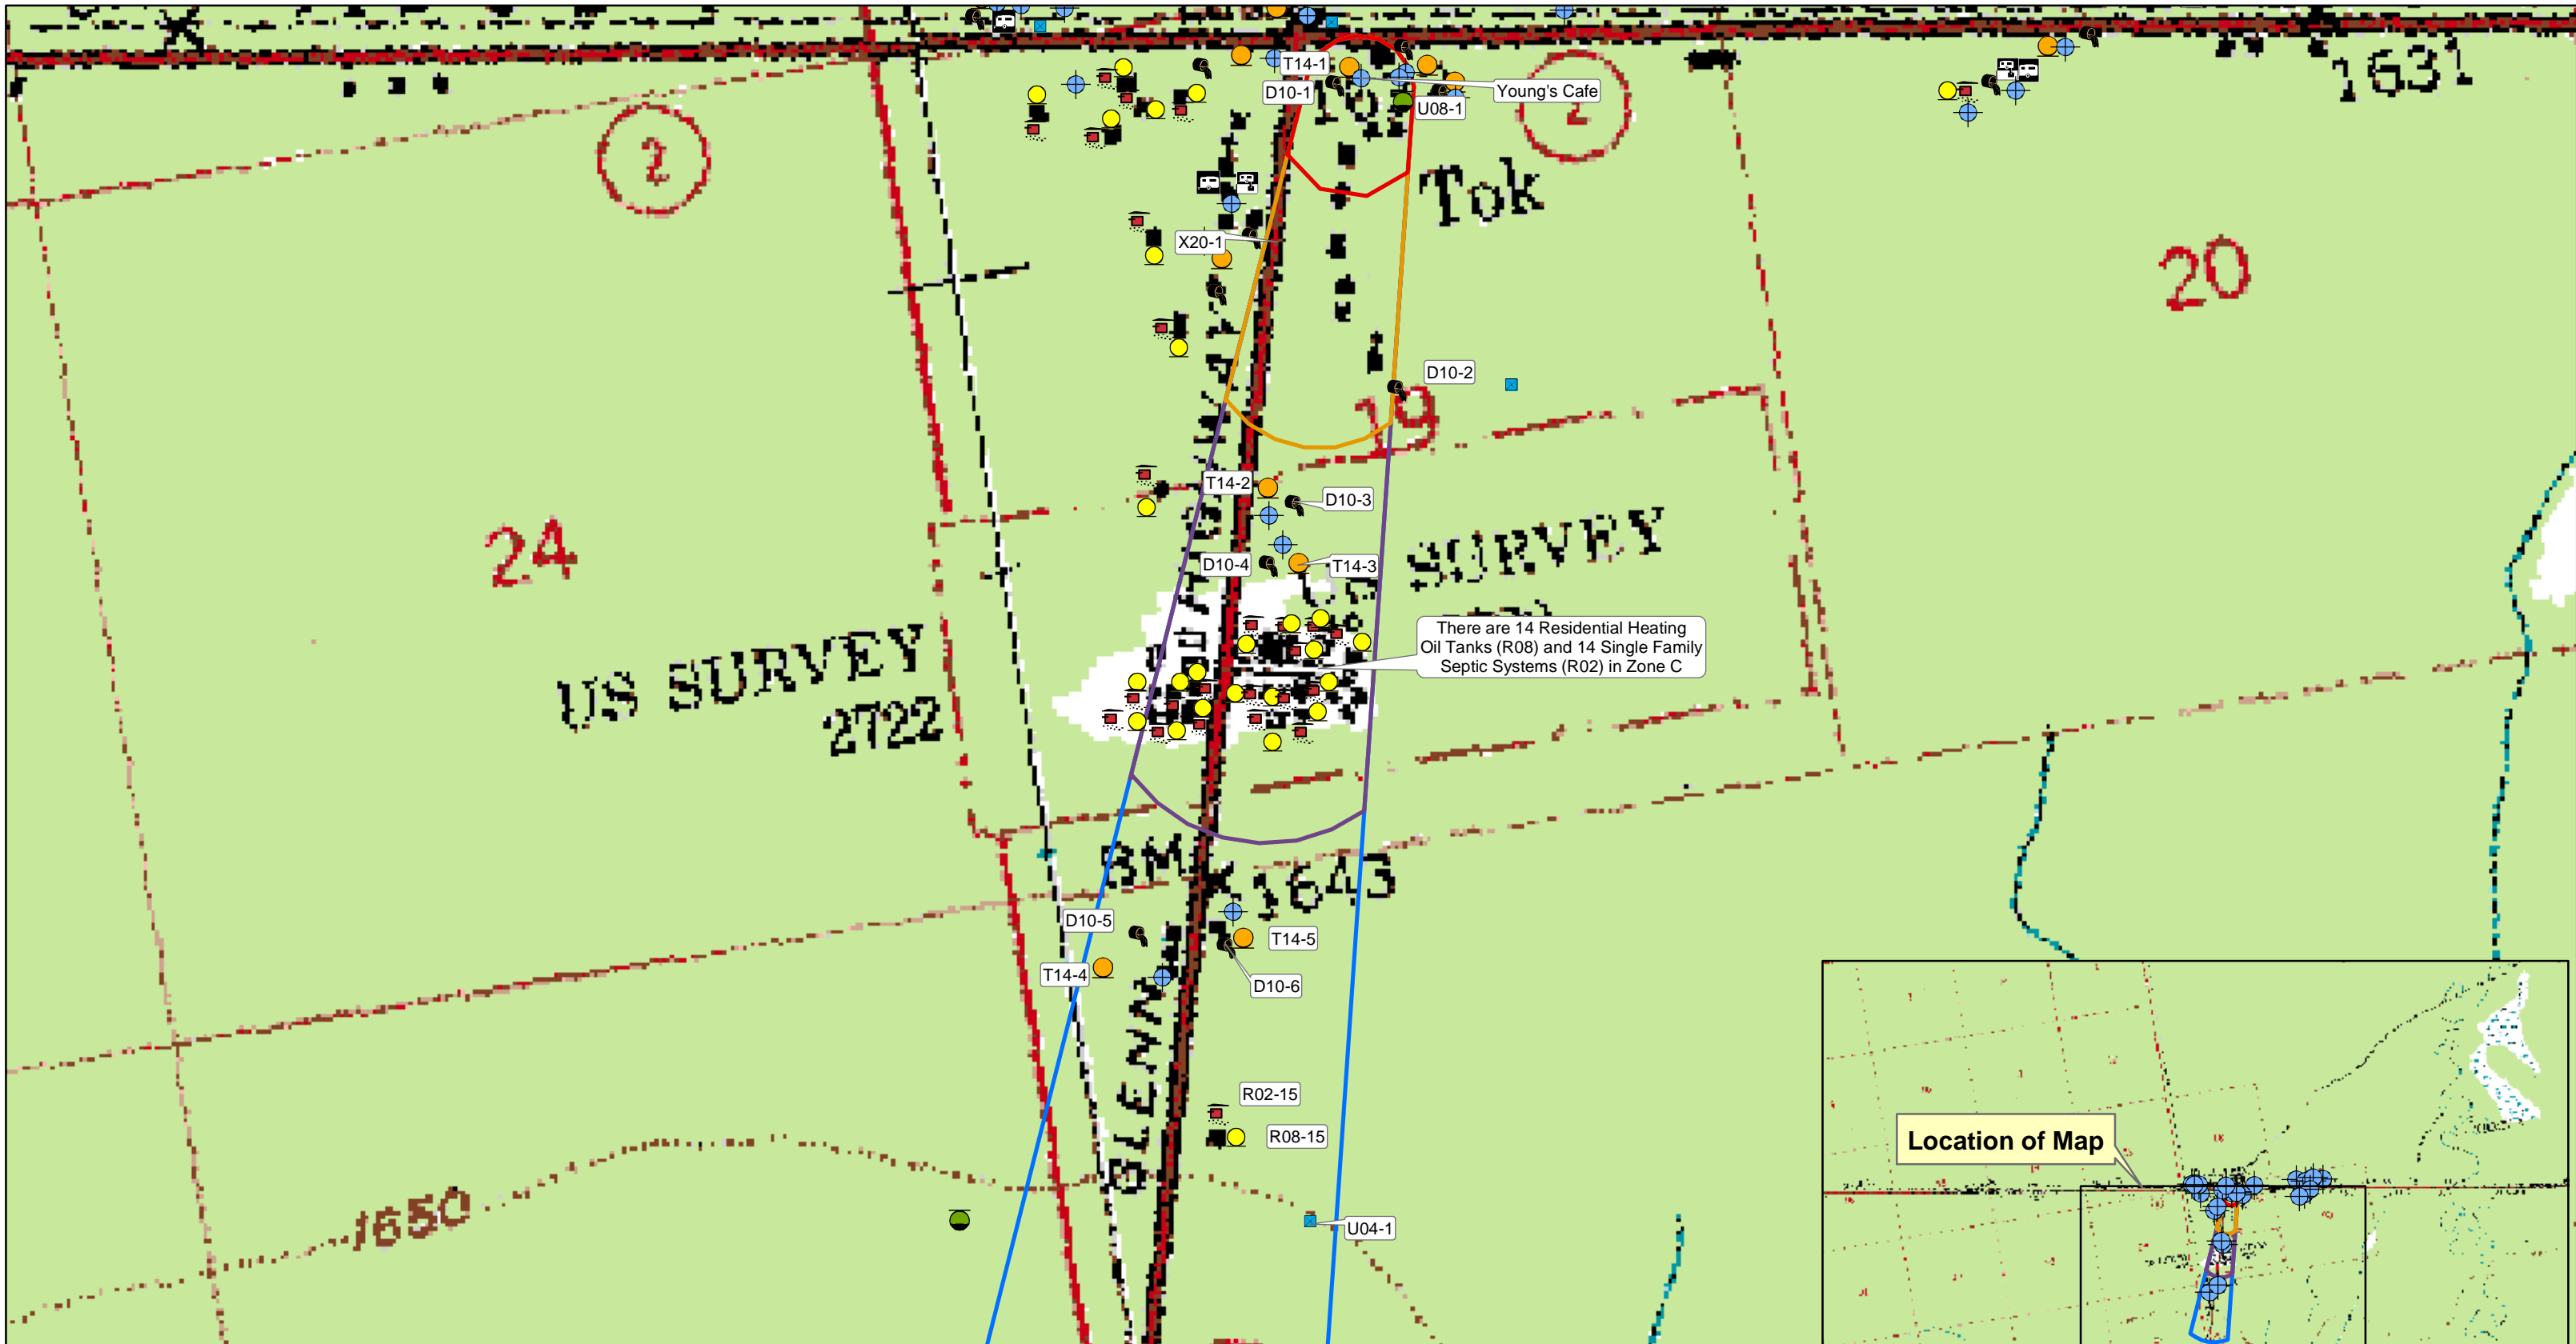 T14-1
D10-1
Young's Cafe
U08-1
1631
2
2
Tok
X20-1
20
D10-2
19
T14-2
D10-3
24
SURVEY
D10-4
T14-3
There are 14 Residential Heating
Oil Tanks (R08) and 14 Single Family
Septic Systems (R02) in Zone C
US SURVEY
2722
BM
1643
D10-5
T14-5
T14-4
D10-6
GLENN
R02-15
R08-15
Location of Map
1650
U04-1